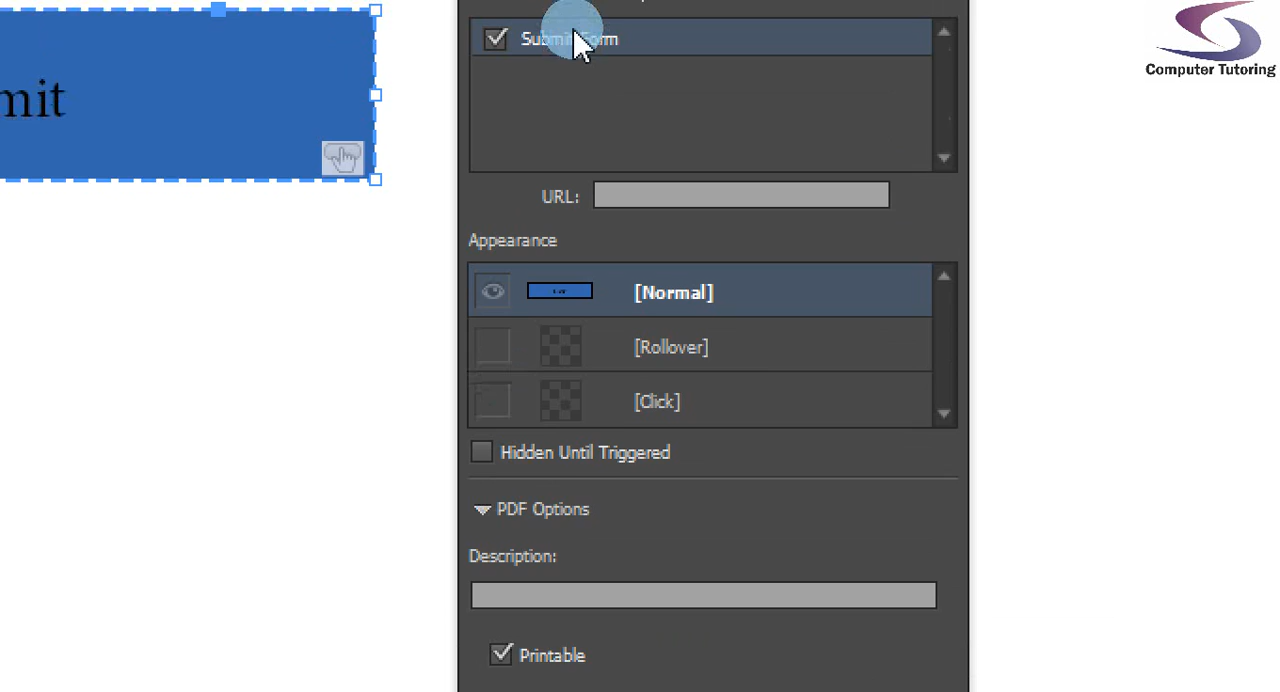 Submit Form
Computer Tutoring
mit
URL:
Appearance
[Normal]
[Rollover]
[Click]
Hidden Until Triggered
PDF Options
Description:
Printable